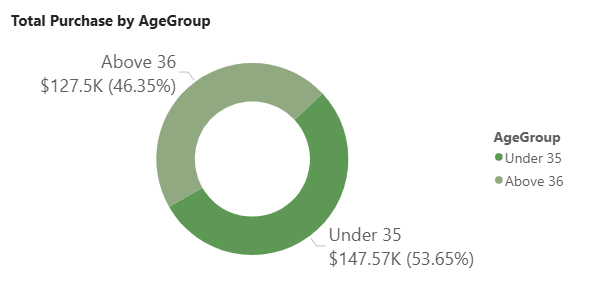 Total Purchase by AgeGroup
Above 36
$127.5K (46.35%)
AgeGroup
Under 35
Above 36
Under 35
$147.57K (53.65%)